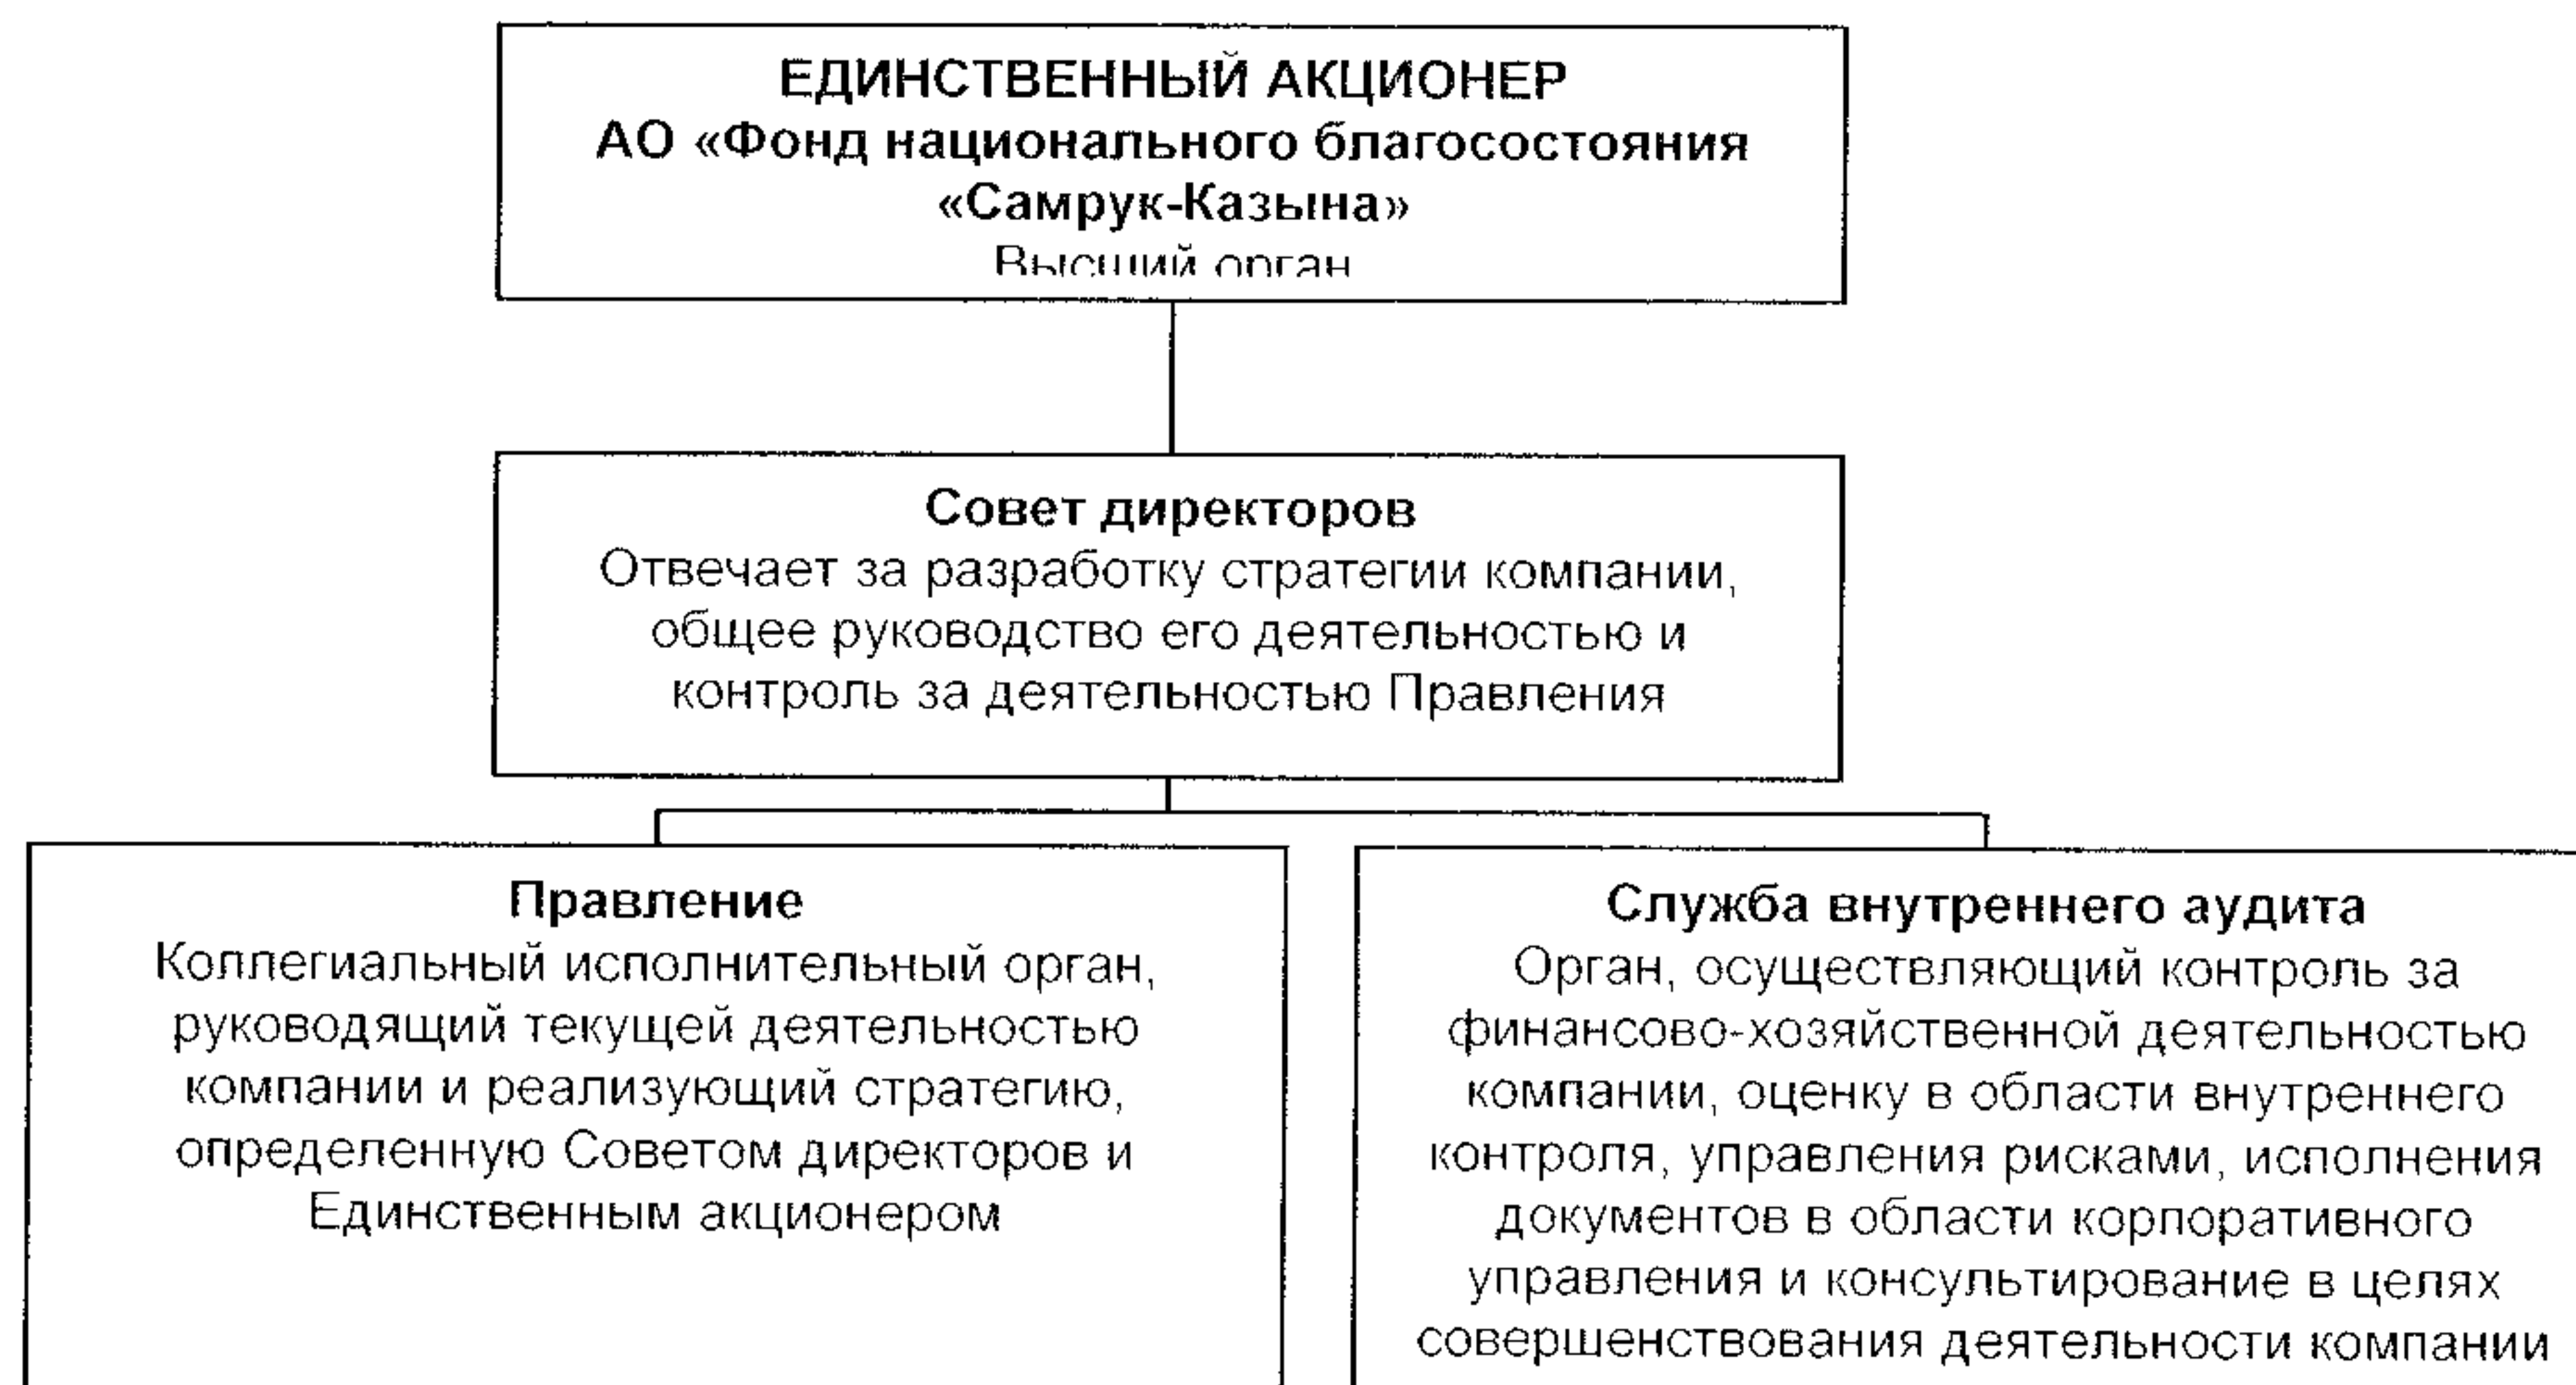 ЕДИНСТВЕННЫЙ АКЦИОНЕР
АО «Фонд национального благосостояния
«Самрук-Казына»
Высший орган
Совет директоров
Отвечает за разработку стратегии компании,
общее руководство его деятельностью и
контроль за деятельностью Правления
Правление
Коллегиальный исполнительный орган,
руководящий текущей деятельностью
компании и реализующий стратегию,
определенную Советом директоров и
Единственным акционером
Служба внутреннего аудита
Орган, осуществляющий контроль за
финансово-хозяйственной деятельностью
компании, оценку в области внутреннего
контроля, управления рисками, исполнения
документов в области корпоративного
управления и консультирование в целях
совершенствования деятельности компании